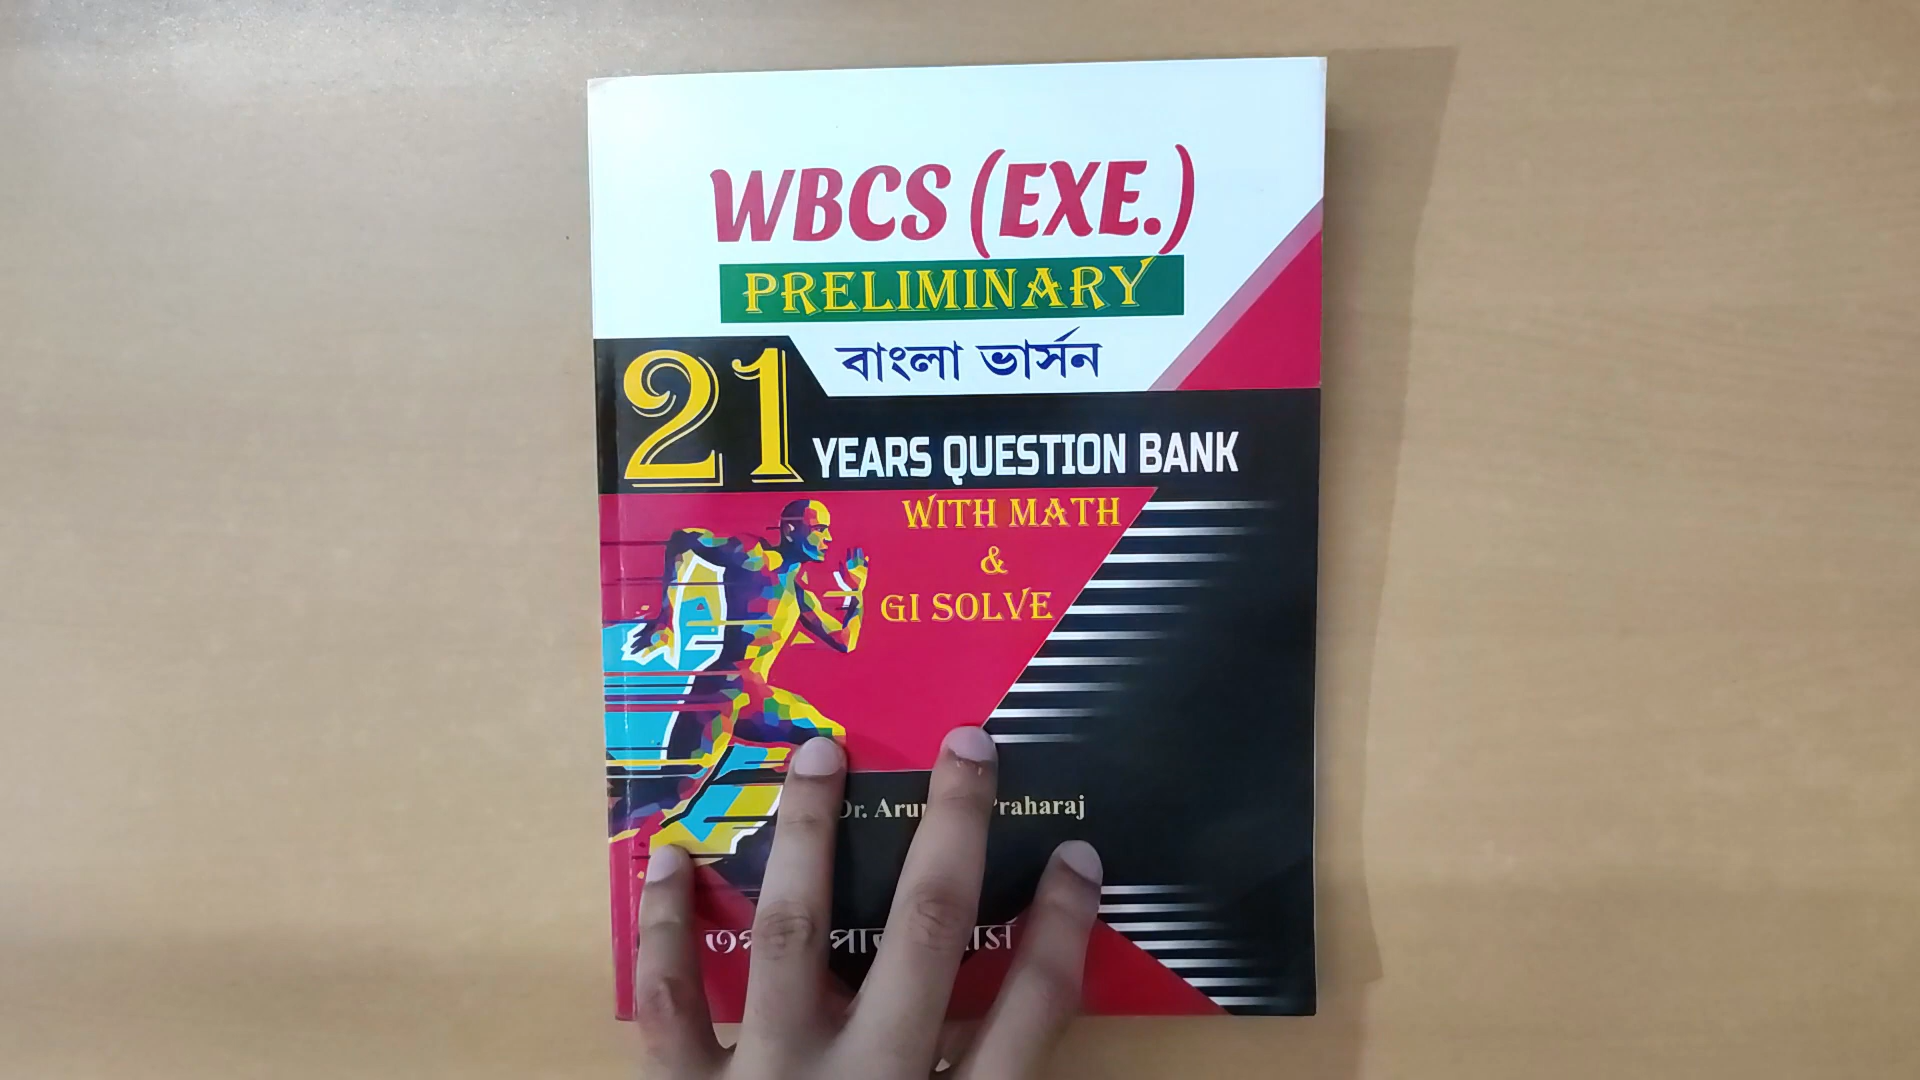 WBCS (EXE.)
PRELIMINARY
বাংলা ভার্সন
21 YEARS QUESTION BANK
WITH MATH
&
GI SOLVE
Dr. Praharaj